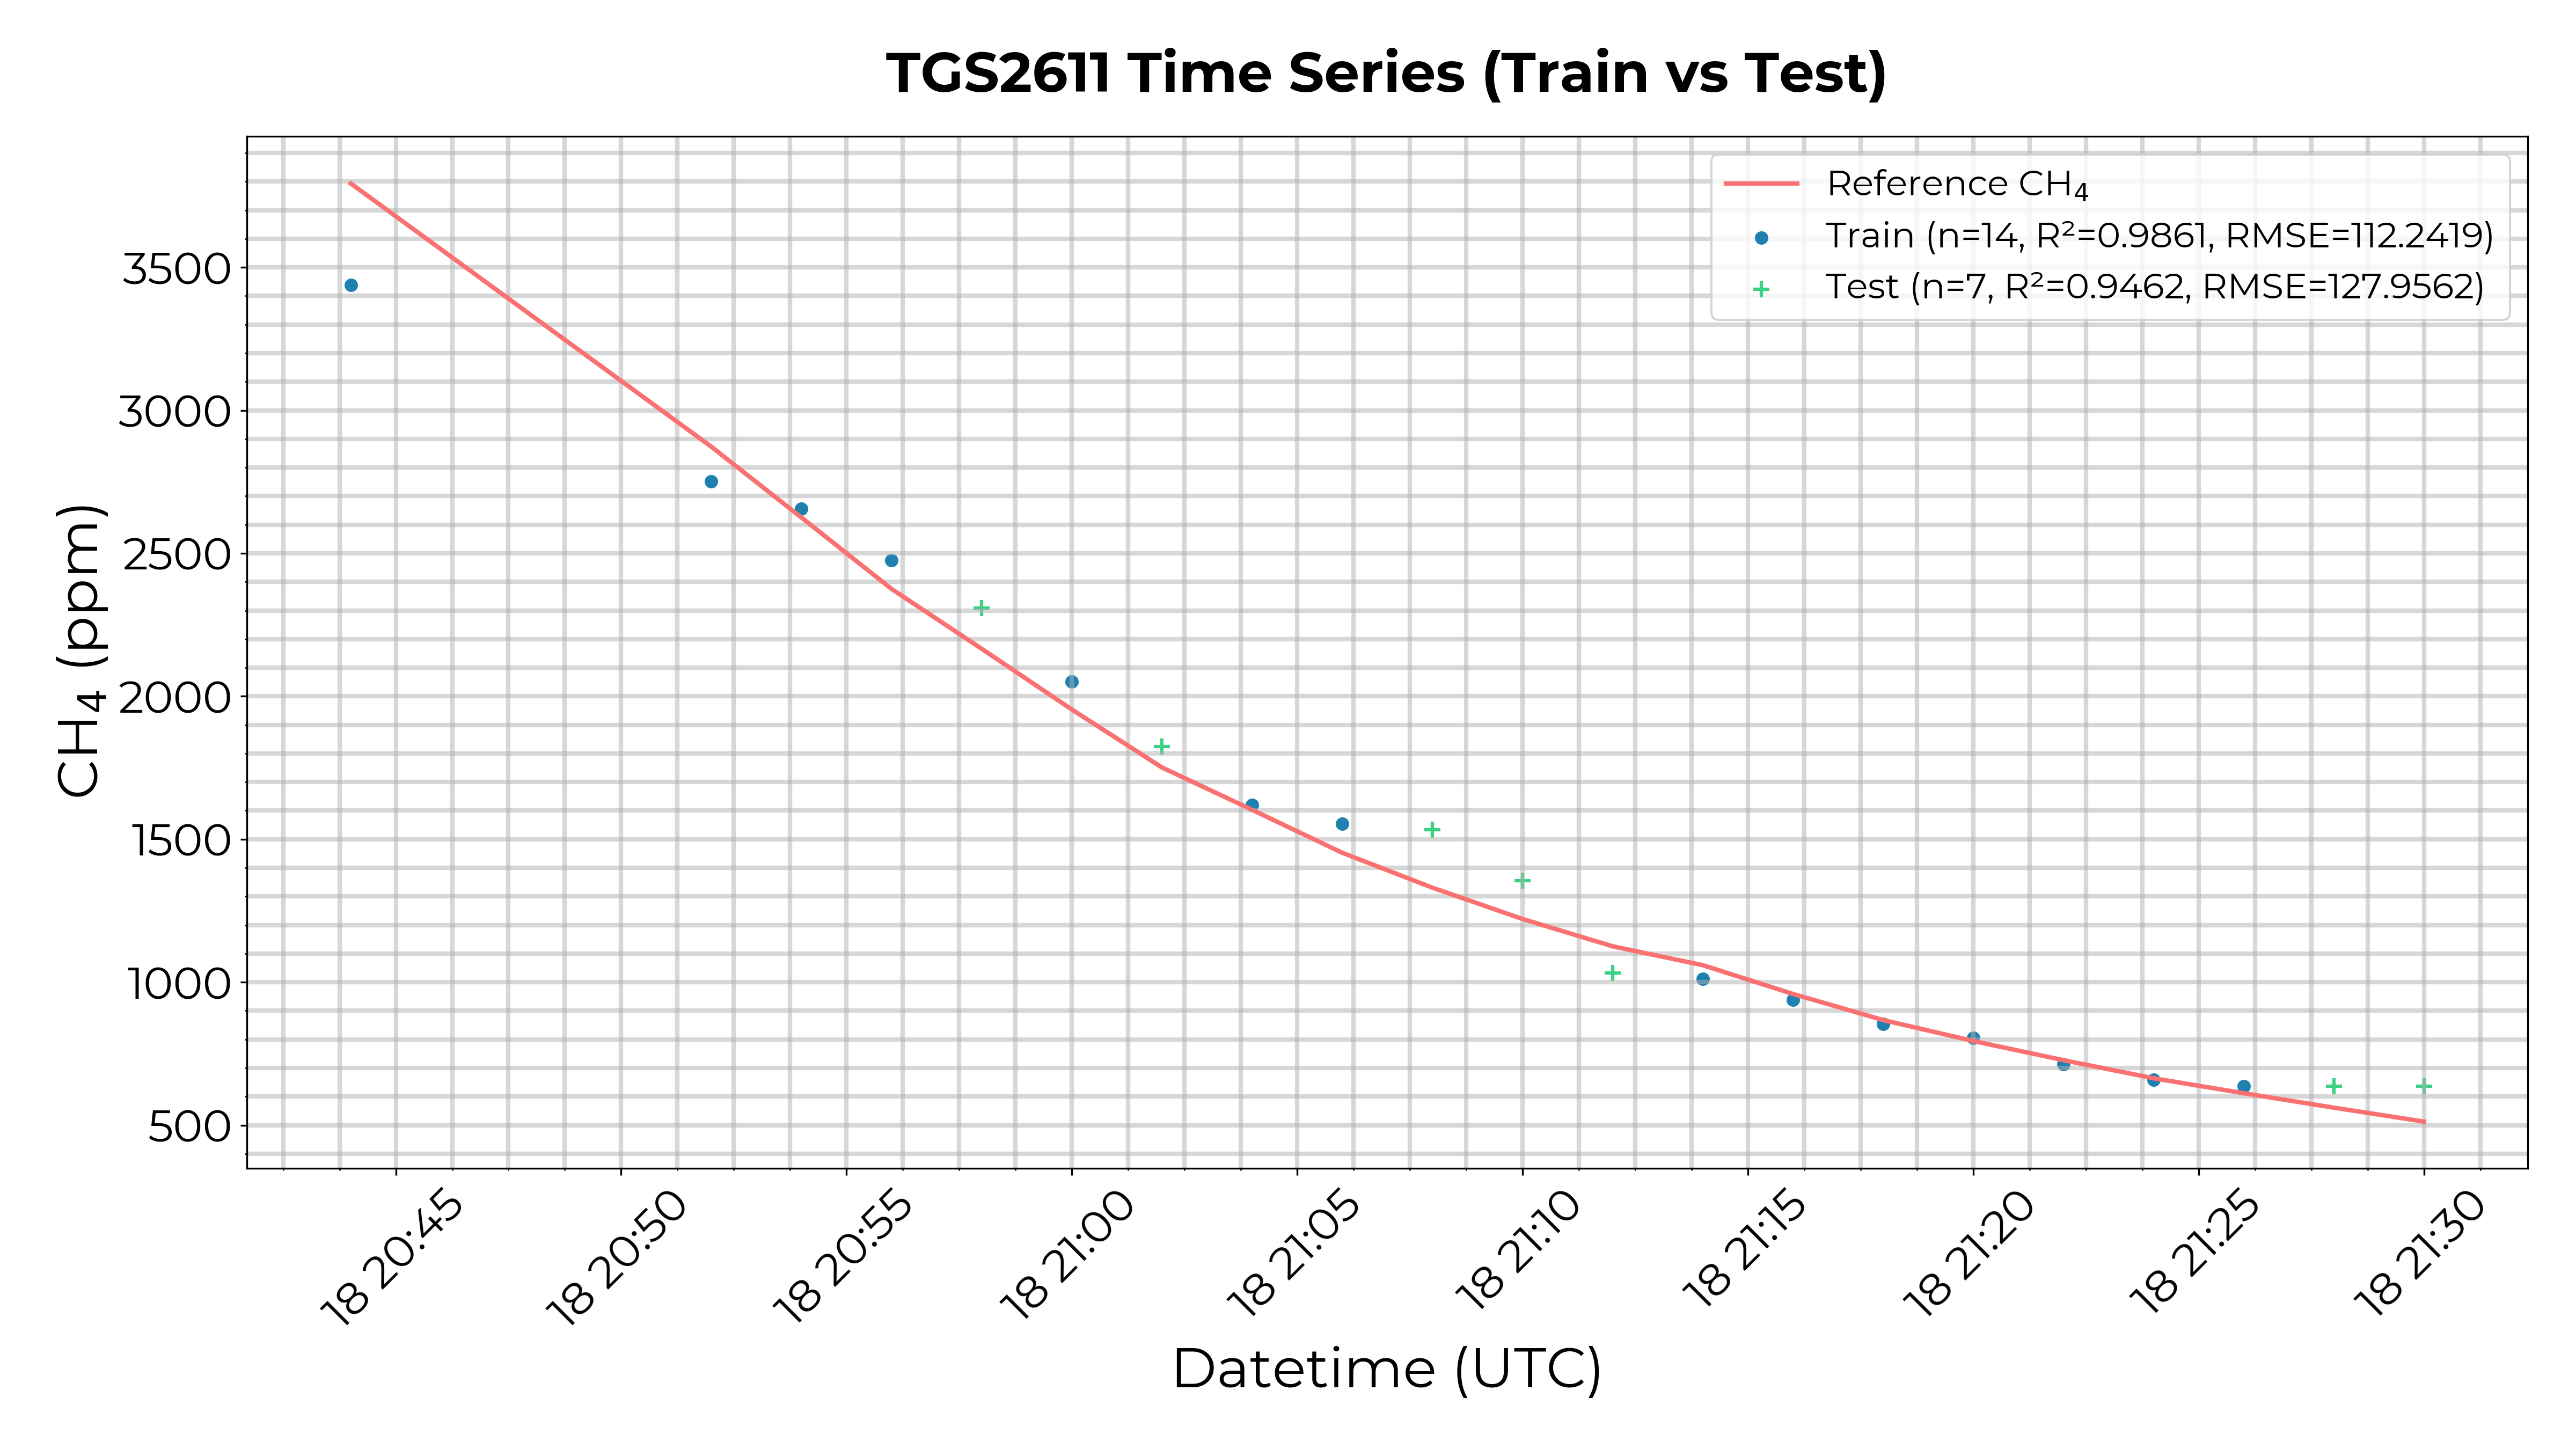 TGS2611 Time Series (Train vs Test)
Reference CH₄
Train (n=14, R²=0.9861, RMSE=112.2419)
Test (n=7, R²=0.9462, RMSE=127.9562)
CH₄ (ppm)
3500
3000
2500
2000
1500
1000
500
18 20:45
18 20:50
18 20:55
18 21:00
18 21:05
18 21:10
18 21:15
18 21:20
18 21:25
18 21:30
Datetime (UTC)